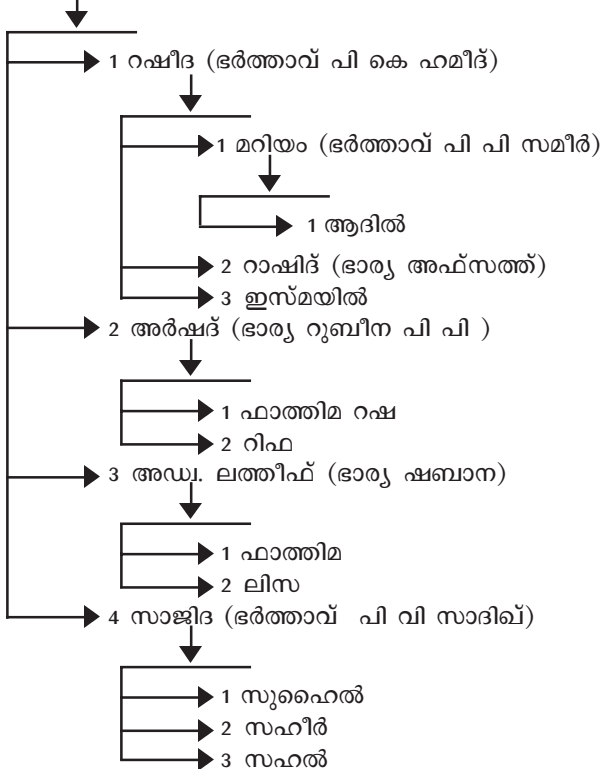 1 റഷീദ (ഭർത്താവ് പി കെ ഹമീദ്)
1 മറിയം (ഭർത്താവ് പി പി സമീർ)
1 ആദിൽ
2 റാഷിദ് (ഭാര്യ അഫ്സത്ത്)
3 ഇസ്മയിൽ
2 അർഷദ് (ഭാര്യ റുബീന പി പി )
1 ഫാത്തിമ റഷ
2 റിഫ
3 അഡ്വ. ലത്തീഫ് (ഭാര്യ ഷബാന)
1 ഫാത്തിമ
2 ലിസ
4 സാജിദ (ഭർത്താവ് പി വി സാദിഖ്)
1 സുഹൈൽ
2 സഹീർ
3 സഹൽ